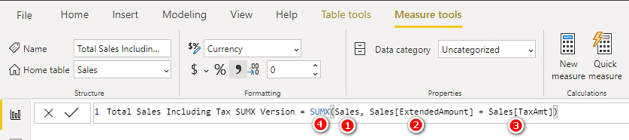 File Home Insert Modeling View Help Table tools Measure tools
Name Total Sales Includin... $% Currency Data category Uncategorized
Home table Sales $ % 9 .00 0 New measure Quick measure
Structure Formatting Properties Calculations
1 Total Sales Including Tax SUMX Version = SUMX(Sales, Sales[ExtendedAmount] + Sales[TaxAmt])
4 1 2 3